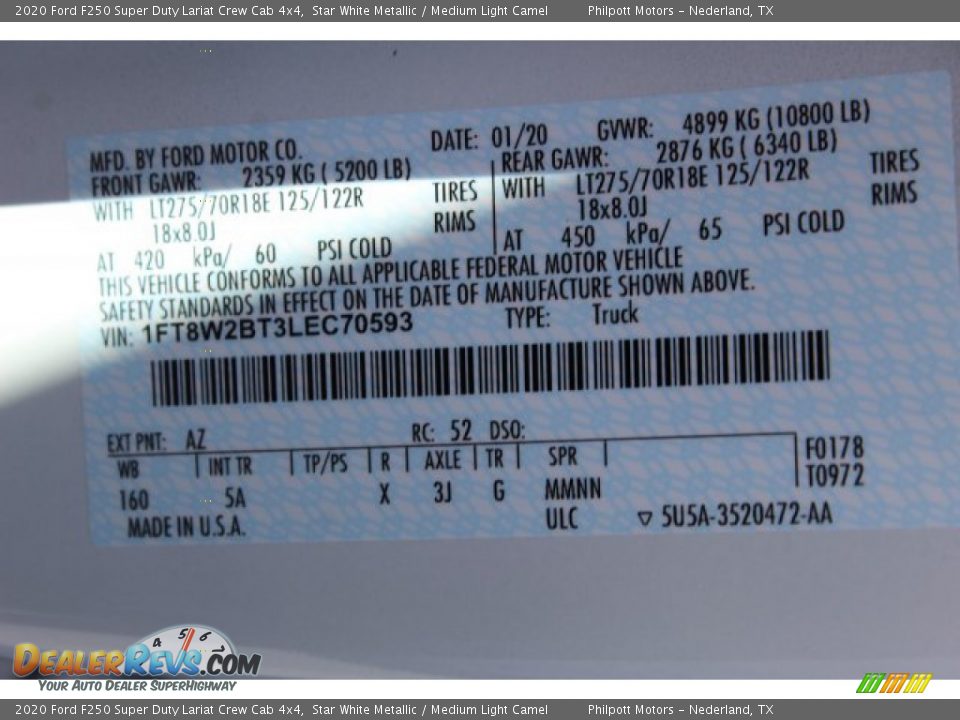 2020 Ford F250 Super Duty Lariat Crew Cab 4x4, Star White Metallic / Medium Light Camel Philpott Motors – Nederland, TX
MFD. BY FORD MOTOR CO. DATE: 01/20 GVWR: 4899 KG (10800 LB)
FRONT GAWR: 2359 KG ( 5200 LB) REAR GAWR: 2876 KG ( 6340 LB)
WITH LT275/70R18E 125/122R TIRES WITH LT275/70R18E 125/122R TIRES
18x8.0J RIMS 18x8.0J RIMS
AT 420 kPa/ 60 PSI COLD AT 450 kPa/ 65 PSI COLD
THIS VEHICLE CONFORMS TO ALL APPLICABLE FEDERAL MOTOR VEHICLE
SAFETY STANDARDS IN EFFECT ON THE DATE OF MANUFACTURE SHOWN ABOVE.
VIN: 1FT8W2BT3LEC70593 TYPE: Truck
EXT PNT: AZ RC: 52 DSO:
WB INT TR TP/PS R AXLE TR SPR F0178
160 5A X 3J G MMNN T0972
MADE IN U.S.A. ULC ▽ 5U5A-3520472-AA
4 5 6
DEALERREVS.COM
YOUR AUTO DEALER SUPERHIGHWAY
2020 Ford F250 Super Duty Lariat Crew Cab 4x4, Star White Metallic / Medium Light Camel Philpott Motors – Nederland, TX